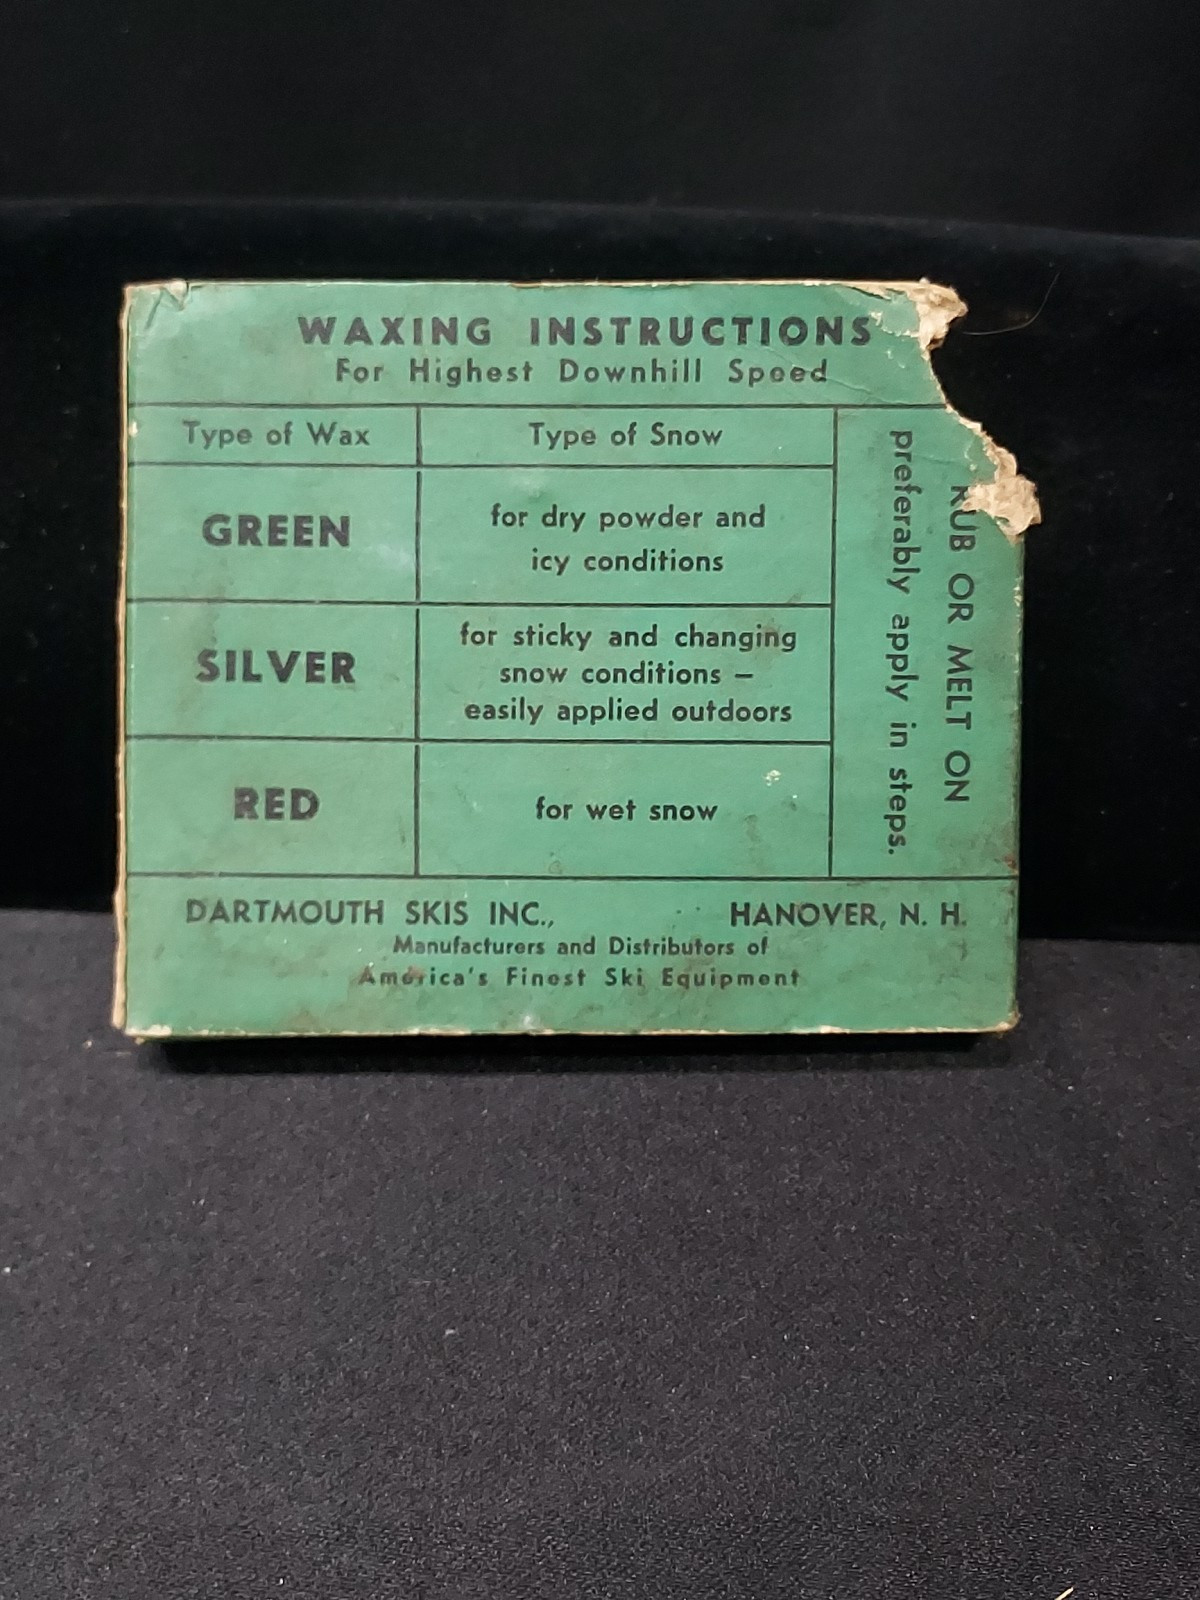 WAXING INSTRUCTIONS
For Highest Downhill Speed
Type of Wax
Type of Snow
GREEN
for dry powder and
icy conditions
SILVER
for sticky and changing
snow conditions –
easily applied outdoors
RED
for wet snow
RUB OR MELT ON
preferably apply in steps.
DARTMOUTH SKIS INC., HANOVER, N. H.
Manufacturers and Distributors of
America's Finest Ski Equipment